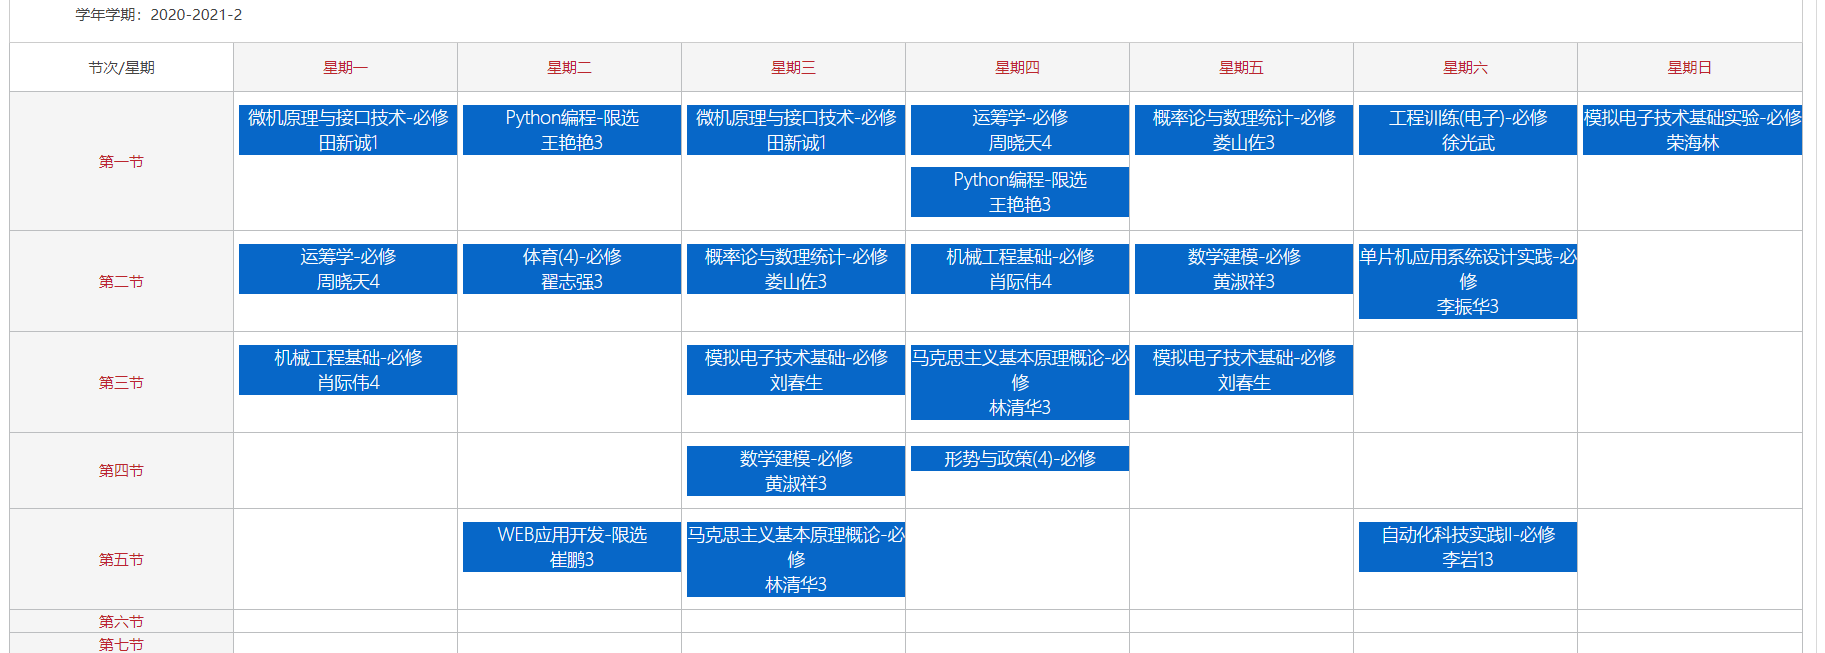 学年学期：2020-2021-2
节次/星期
星期一
星期二
星期三
星期四
星期五
星期六
星期日
第一节
微机原理与接口技术-必修
田新诚1
Python编程-限选
王艳艳3
微机原理与接口技术-必修
田新诚1
运筹学-必修
周晓天4
Python编程-限选
王艳艳3
概率论与数理统计-必修
娄山佐3
工程训练(电子)-必修
徐光武
模拟电子技术基础实验-必修
荣海林
第二节
运筹学-必修
周晓天4
体育(4)-必修
翟志强3
概率论与数理统计-必修
娄山佐3
机械工程基础-必修
肖际伟4
数学建模-必修
黄淑祥3
单片机应用系统设计实践-必
修
李振华3
第三节
机械工程基础-必修
肖际伟4
模拟电子技术基础-必修
刘春生
马克思主义基本原理概论-必
修
林清华3
模拟电子技术基础-必修
刘春生
第四节
数学建模-必修
黄淑祥3
形势与政策(4)-必修
第五节
WEB应用开发-限选
崔鹏3
马克思主义基本原理概论-必
修
林清华3
自动化科技实践II-必修
李岩13
第六节
第七节